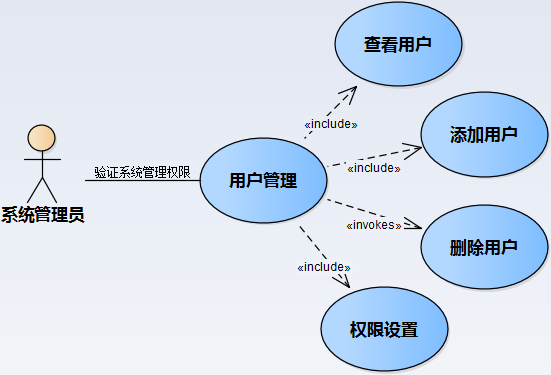 查看用户
«include»
添加用户
«include»
验证系统管理权限
用户管理
系统管理员
«invokes»
删除用户
«include»
权限设置